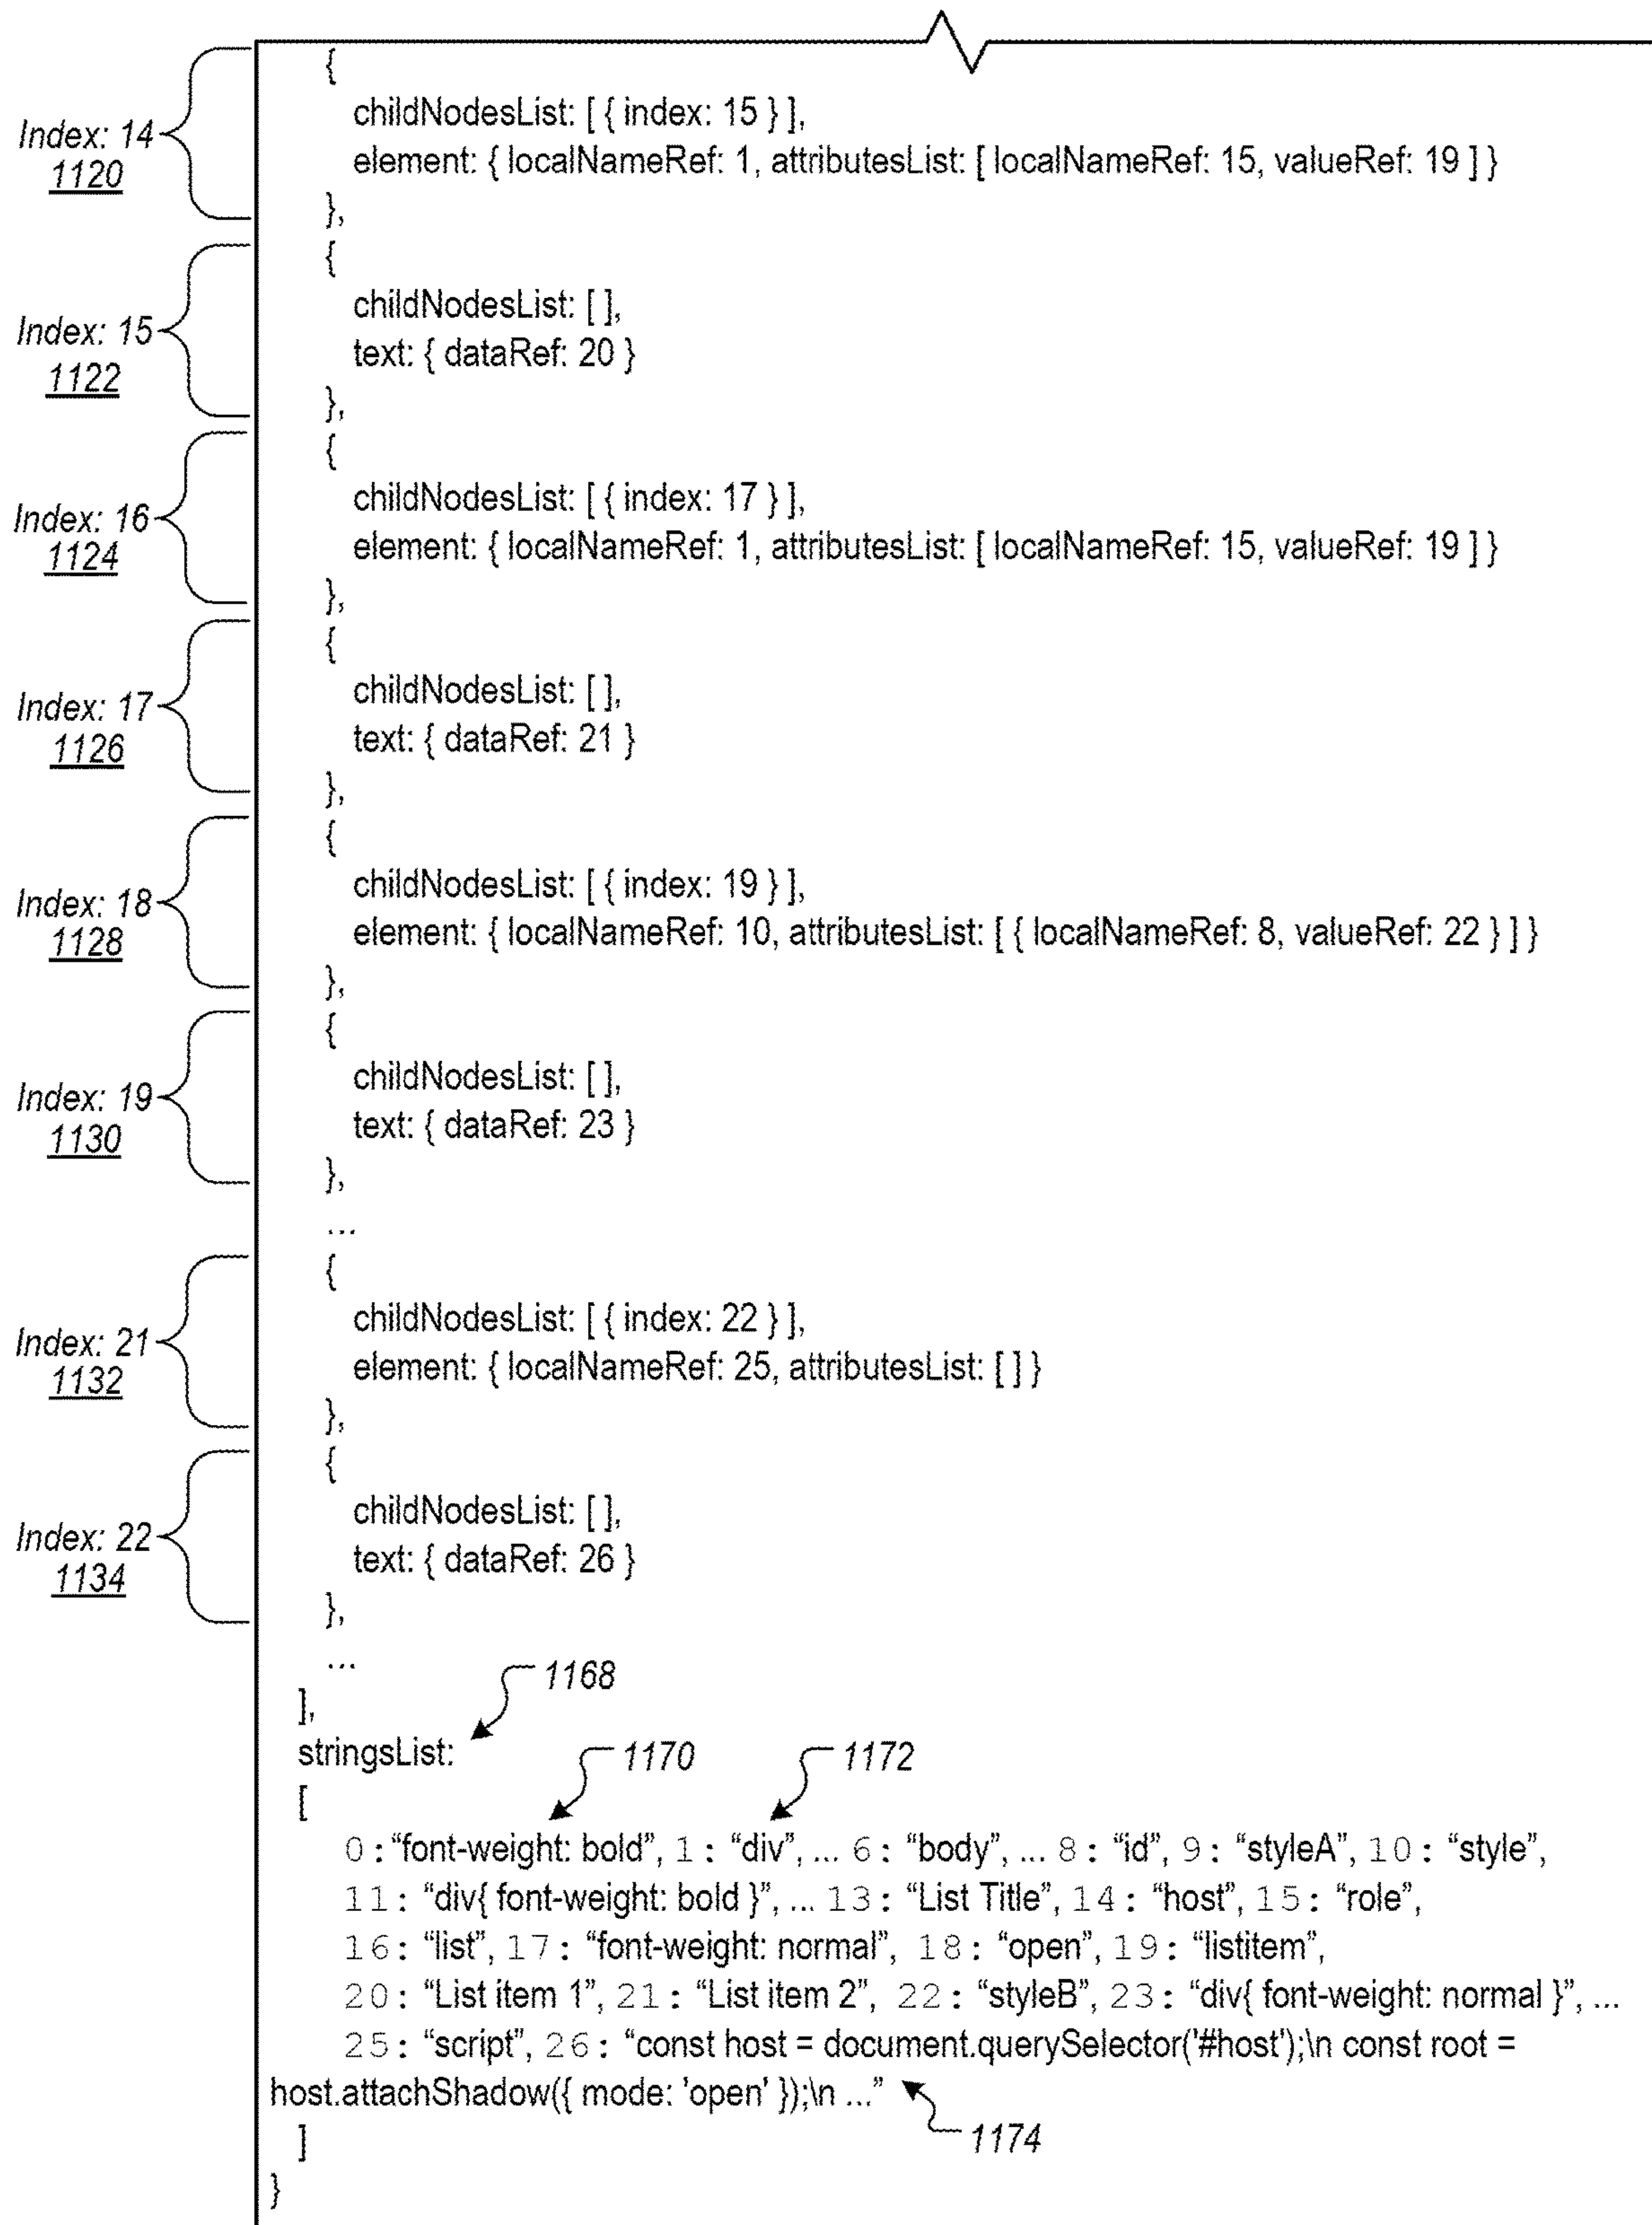 {
childNodesList: [ { index: 15 } ],
Index: 14
element: { localNameRef: 1, attributesList: [ localNameRef: 15, valueRef: 19 ] }
1120
},
{
childNodesList: [ ],
Index: 15
text: { dataRef: 20 }
1122
},
{
childNodesList: [ { index: 17 } ],
Index: 16
element: { localNameRef: 1, attributesList: [ localNameRef: 15, valueRef: 19 ] }
1124
},
{
childNodesList: [ ],
Index: 17
text: { dataRef: 21 }
1126
},
{
childNodesList: [ { index: 19 } ],
Index: 18
element: { localNameRef: 10, attributesList: [ { localNameRef: 8, valueRef: 22 } ] }
1128
},
{
childNodesList: [ ],
Index: 19
text: { dataRef: 23 }
1130
},
...
{
childNodesList: [ { index: 22 } ],
Index: 21
element: { localNameRef: 25, attributesList: [ ] }
1132
},
{
childNodesList: [ ],
Index: 22
text: { dataRef: 26 }
1134
},
...
1168
],
stringsList:
1170 1172
[
0 : “font-weight: bold”, 1 : “div”, ... 6 : “body”, ... 8 : “id”, 9 : “styleA”, 10 : “style”,
11 : “div{ font-weight: bold }”, ... 13 : “List Title”, 14 : “host”, 15 : “role”,
16 : “list”, 17 : “font-weight: normal”, 18 : “open”, 19 : “listitem”,
20 : “List item 1”, 21 : “List item 2”, 22 : “styleB”, 23 : “div{ font-weight: normal }”, ...
25 : “script”, 26 : “const host = document.querySelector('#host');\n const root =
host.attachShadow({ mode: 'open' });\n ...”
1174
]
}